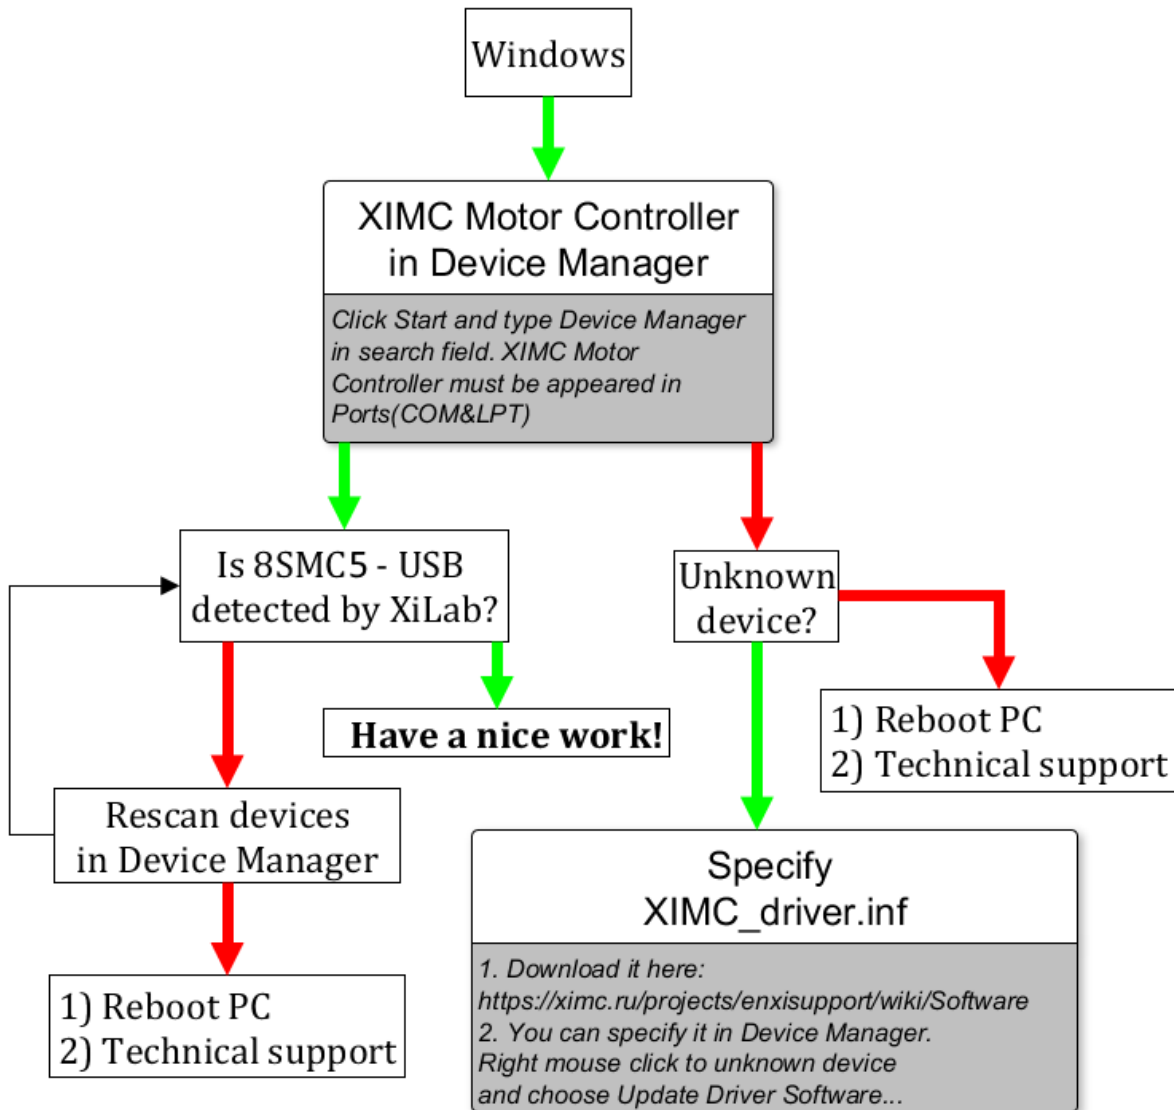 Windows
XIMC Motor Controller
in Device Manager
Click Start and type Device Manager
in search field. XIMC Motor
Controller must be appeared in
Ports(COM&LPT)
Is 8SMC5 - USB
detected by XiLab?
Unknown
device?
Have a nice work!
1) Reboot PC
2) Technical support
Rescan devices
in Device Manager
Specify
XIMC_driver.inf
1. Download it here:
https://ximc.ru/projects/enxisupport/wiki/Software
2. You can specify it in Device Manager.
Right mouse click to unknown device
and choose Update Driver Software...
1) Reboot PC
2) Technical support